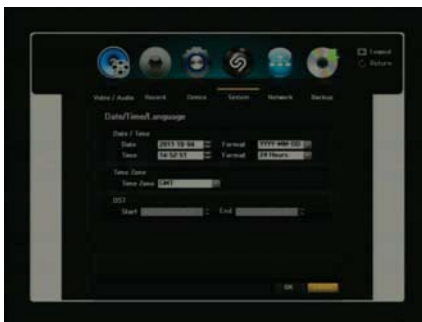 Logout
Return
Video / Audio Record Device System Network Backup
Date/Time/Language
Date / Time
Date 2011-10-04 Format YYYY-MM-DD
Time 14:52:51 Format 24 Hours
Time Zone
Time Zone GMT
DST
Start End
OK